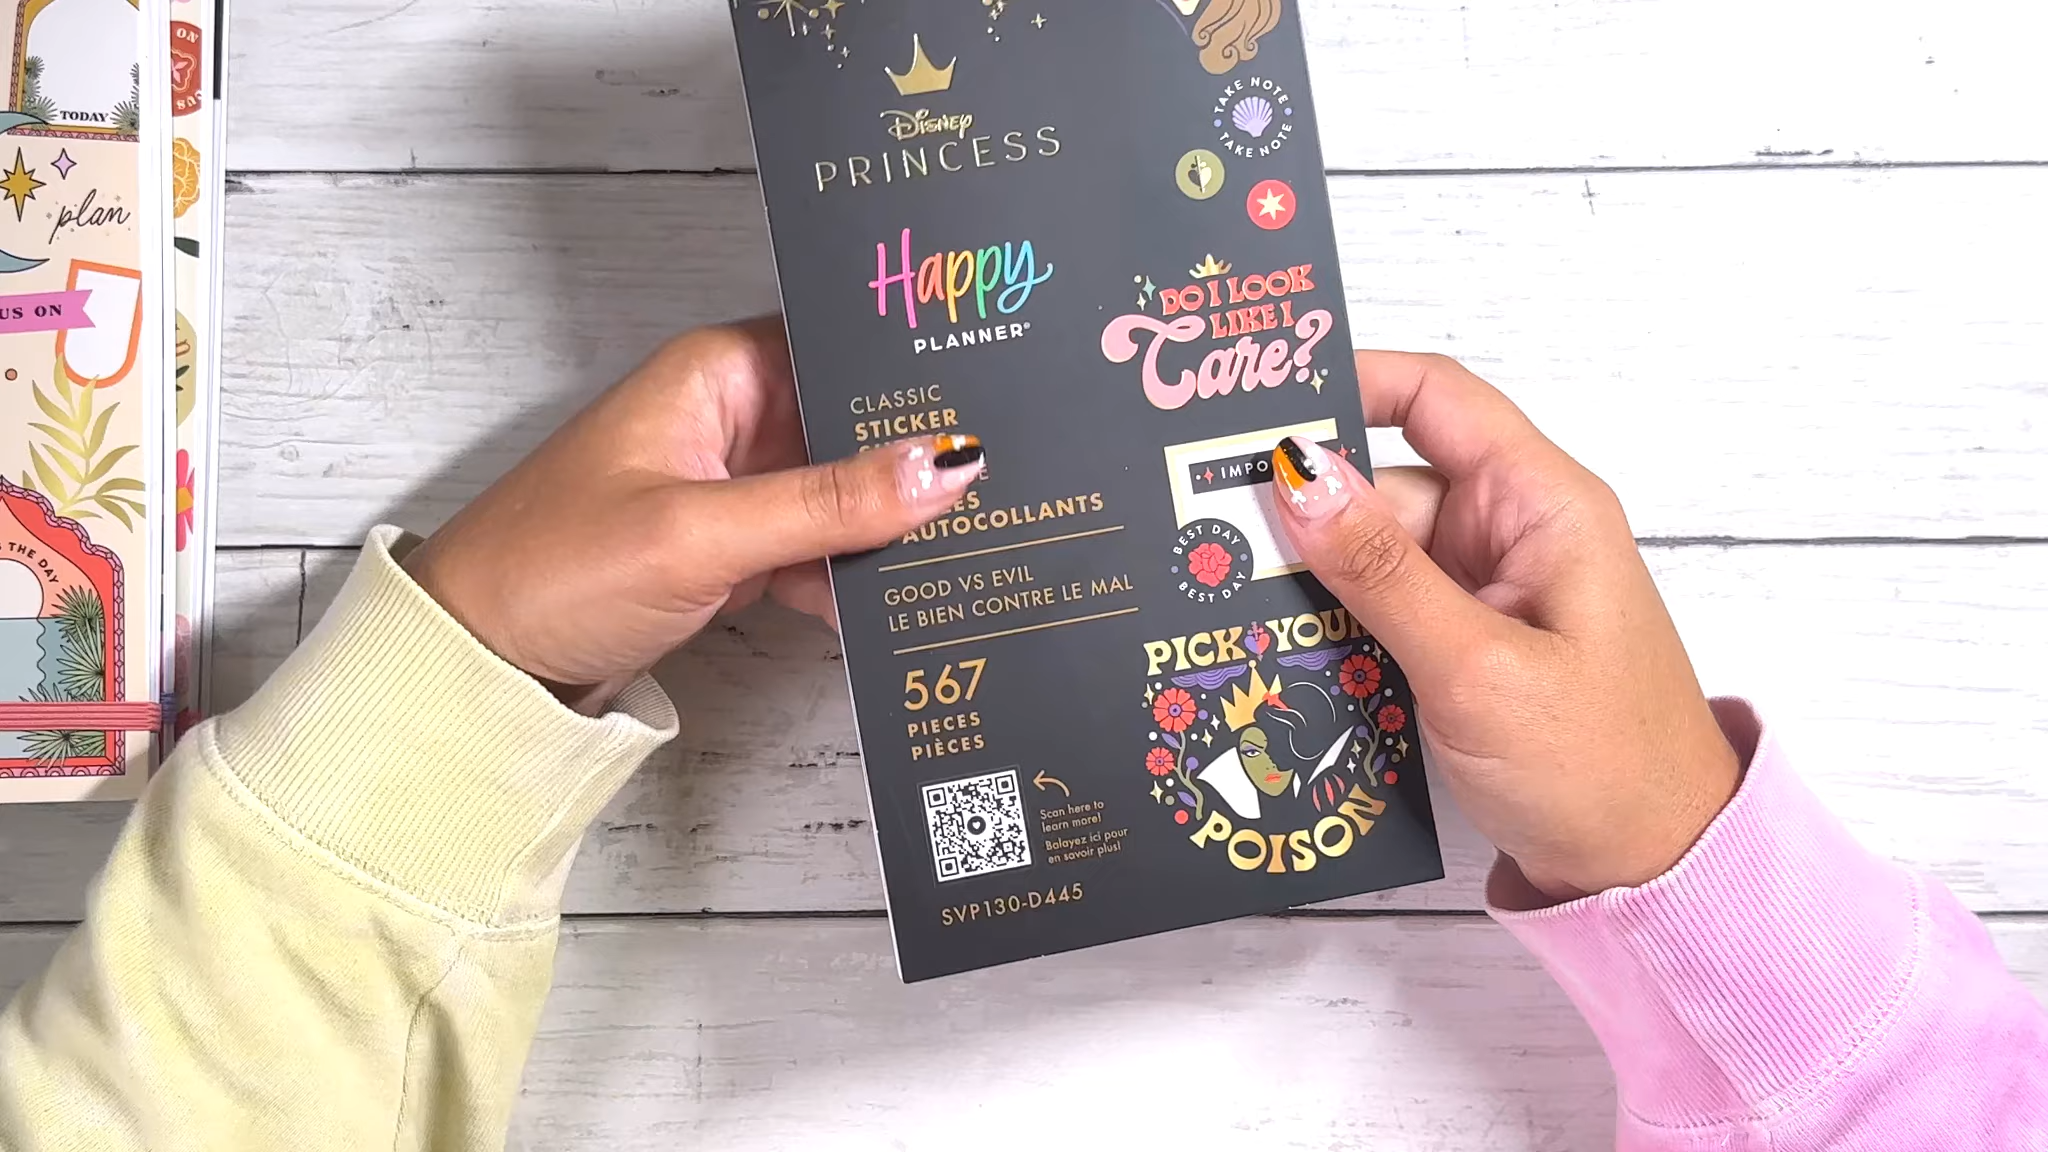 ON
TODAY
plan
US ON
THE DAY
Disney
PRINCESS
Happy
PLANNER®
CLASSIC
STICKER
AUTOCOLLANTS
GOOD VS EVIL
LE BIEN CONTRE LE MAL
567
PIECES
PIÈCES
Scan here to
learn more!
Balayez ici pour
en savoir plus!
SVP130-D445
TAKE NOTE
TAKE NOTE
DO I LOOK
LIKE I
Care?
IMPO
BEST DAY
BEST DAY
PICK YOUR
POISON